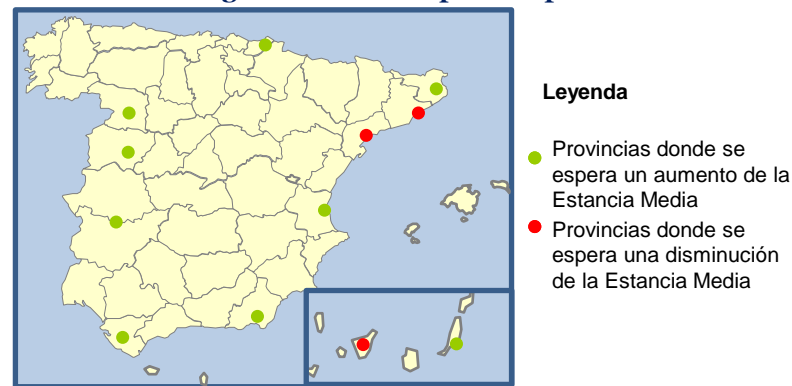 Leyenda
Provincias donde se
espera un aumento de la
Estancia Media
Provincias donde se
espera una disminución
de la Estancia Media